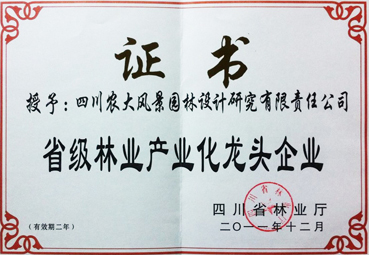 证书
授予：四川农大风景园林设计研究有限责任公司
省级林业产业化龙头企业
四川省林业厅
二〇一一年十二月
（有效期二年）